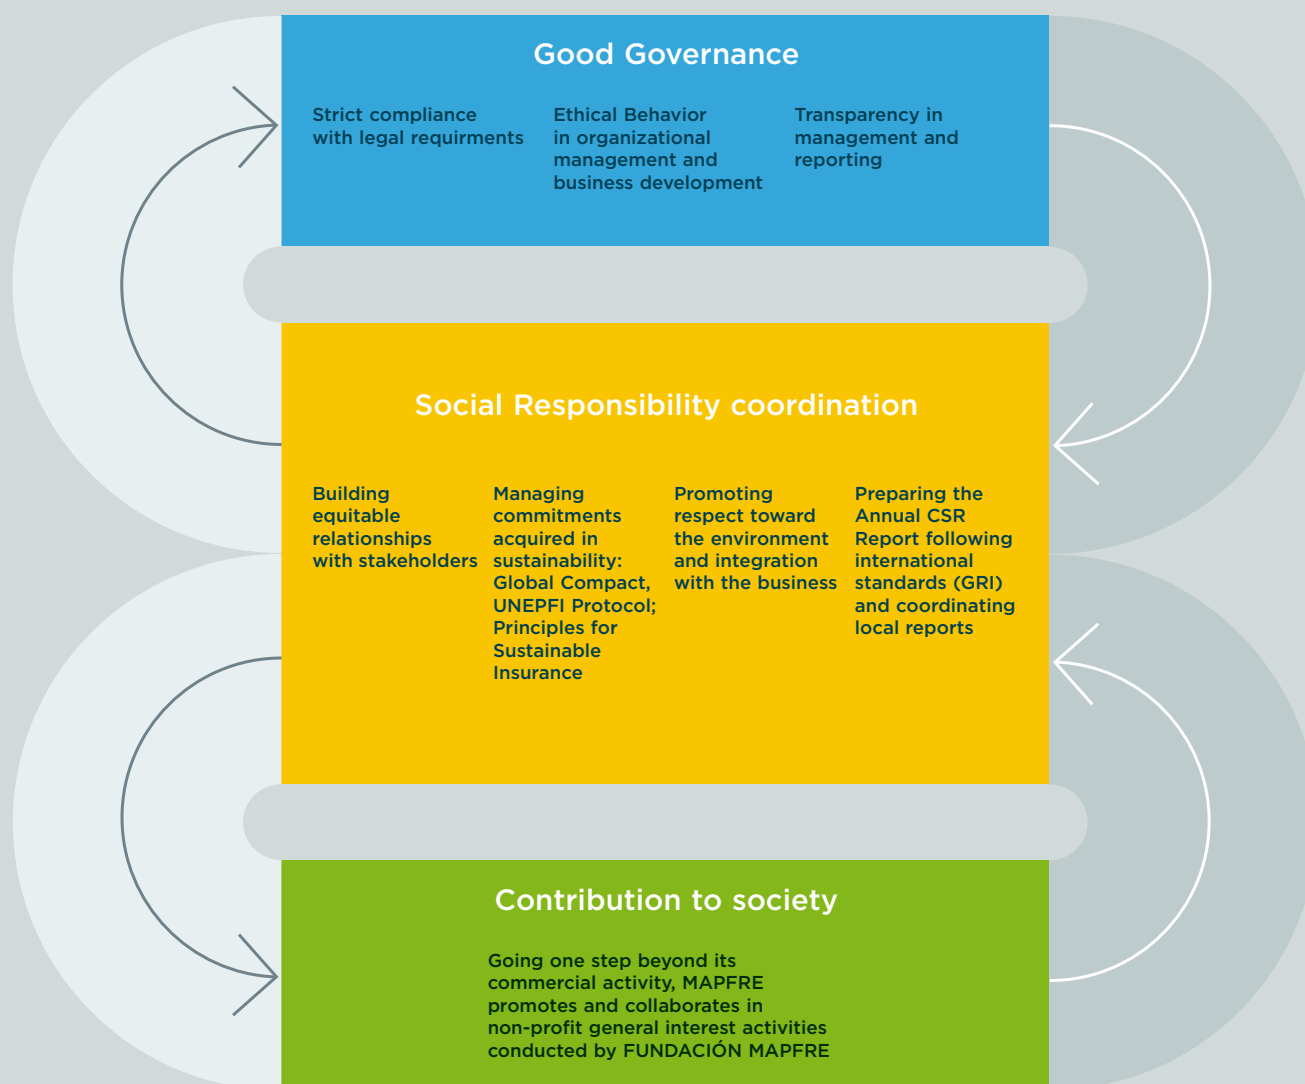 Good Governance
Strict compliance
with legal requirments
Ethical Behavior
in organizational
management and
business development
Transparency in
management and
reporting
Social Responsibility coordination
Building
equitable
relationships
with stakeholders
Managing
commitments
acquired in
sustainability:
Global Compact,
UNEPFI Protocol;
Principles for
Sustainable
Insurance
Promoting
respect toward
the environment
and integration
with the business
Preparing the
Annual CSR
Report following
international
standards (GRI)
and coordinating
local reports
Contribution to society
Going one step beyond its
commercial activity, MAPFRE
promotes and collaborates in
non-profit general interest activities
conducted by FUNDACIÓN MAPFRE